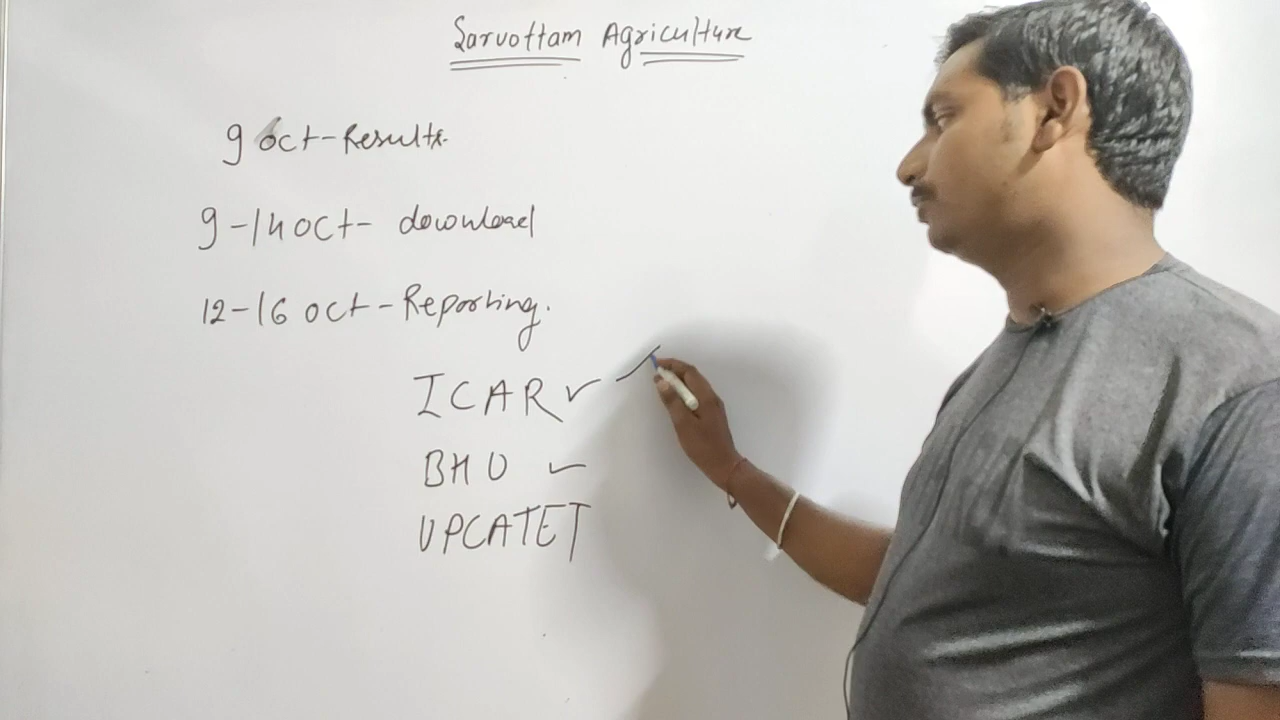 Sarvottam Agriculture
9 Oct-Results.
9-14 OCT- download
12-16 OCt-Reporting.
ICAR ✓
BHU ✓
UPCATET